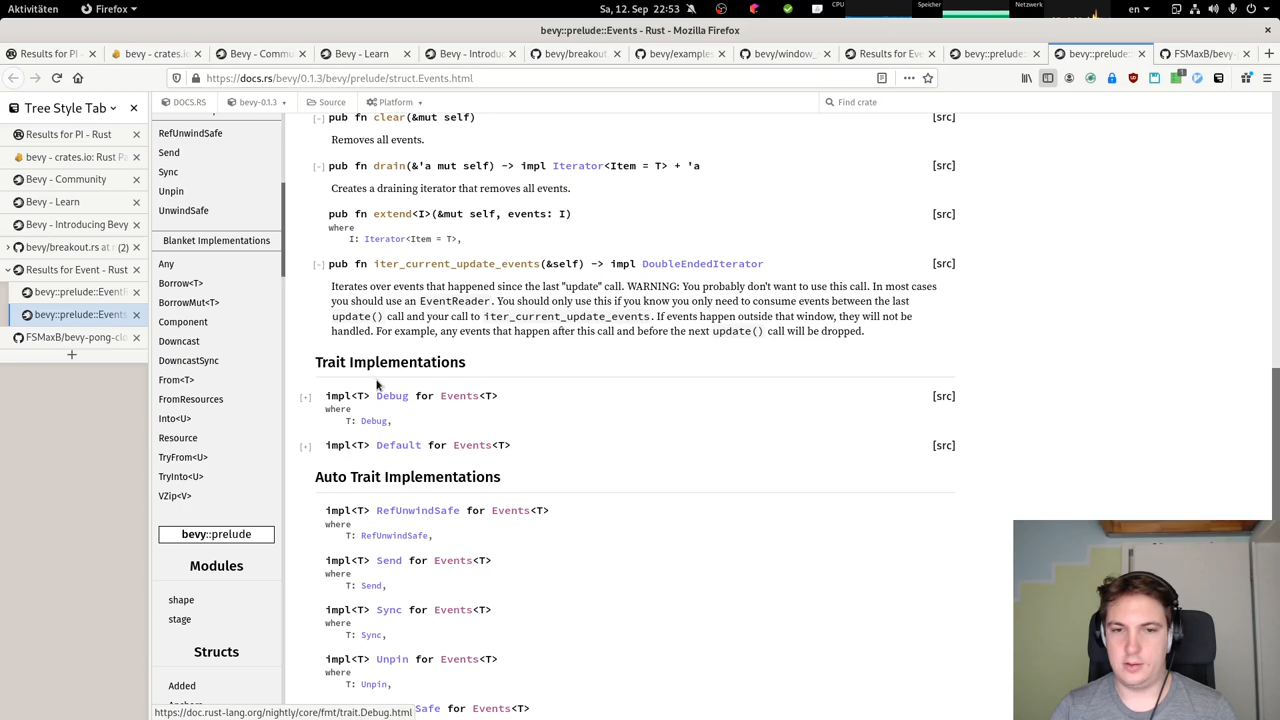 Aktivitäten
Firefox
Sa, 12. Sep 22:53
CPU
Speicher
Netzwerk
en
bevy::prelude::Events - Rust - Mozilla Firefox
Results for PI -
bevy - crates.io:
Bevy - Commu
Bevy - Learn
Bevy - Introduc
bevy/breakout.
bevy/examples
bevy/window_
Results for Eve
bevy::prelude::
bevy::prelude::
FSMaxB/bevy-
https://docs.rs/bevy/0.1.3/bevy/prelude/struct.Events.html
Tree Style Tab
DOCS.RS
bevy-0.1.3
Source
Platform
Find crate
Results for PI - Rust
bevy - crates.io: Rust Pa
Bevy - Community
Bevy - Learn
Bevy - Introducing Bevy
bevy/breakout.rs at
(2)
Results for Event - Rust
bevy::prelude::EventR
bevy::prelude::Events
FSMaxB/bevy-pong-clo
RefUnwindSafe
Send
Sync
Unpin
UnwindSafe
Blanket Implementations
Any
Borrow<T>
BorrowMut<T>
Component
Downcast
DowncastSync
From<T>
FromResources
Into<U>
Resource
TryFrom<U>
TryInto<U>
VZip<V>
bevy::prelude
Modules
shape
stage
Structs
Added
[-] pub fn clear(&mut self) [src]
Removes all events.
[-] pub fn drain(&'a mut self) -> impl Iterator<Item = T> + 'a [src]
Creates a draining iterator that removes all events.
pub fn extend<I>(&mut self, events: I) [src]
where
I: Iterator<Item = T>,
[-] pub fn iter_current_update_events(&self) -> impl DoubleEndedIterator [src]
Iterates over events that happened since the last "update" call. WARNING: You probably don't want to use this call. In most cases
you should use an EventReader. You should only use this if you know you only need to consume events between the last
update() call and your call to iter_current_update_events. If events happen outside that window, they will not be
handled. For example, any events that happen after this call and before the next update() call will be dropped.
Trait Implementations
[+] impl<T> Debug for Events<T> [src]
where
T: Debug,
[+] impl<T> Default for Events<T> [src]
Auto Trait Implementations
impl<T> RefUnwindSafe for Events<T>
where
T: RefUnwindSafe,
impl<T> Send for Events<T>
where
T: Send,
impl<T> Sync for Events<T>
where
T: Sync,
impl<T> Unpin for Events<T>
where
T: Unpin,
Safe for Events<T>
https://doc.rust-lang.org/nightly/core/fmt/trait.Debug.html